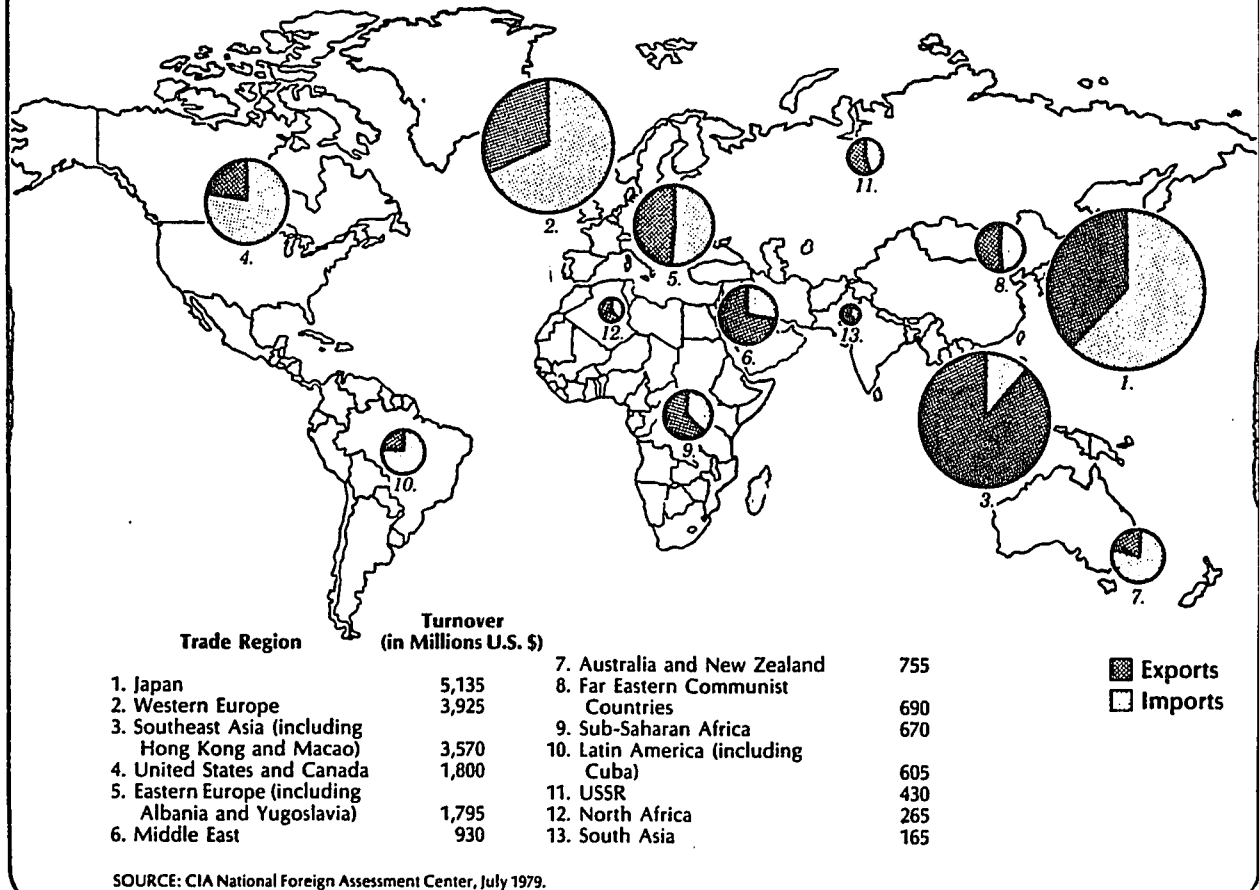 4.
2.
5.
11.
8.
1.
12.
6.
13.
9.
10.
3.
7.
Trade Region
Turnover
(in Millions U.S. $)
1. Japan 5,135
2. Western Europe 3,925
3. Southeast Asia (including
Hong Kong and Macao) 3,570
4. United States and Canada 1,800
5. Eastern Europe (including
Albania and Yugoslavia) 1,795
6. Middle East 930
7. Australia and New Zealand 755
8. Far Eastern Communist
Countries 690
9. Sub-Saharan Africa 670
10. Latin America (including
Cuba) 605
11. USSR 430
12. North Africa 265
13. South Asia 165
Exports
Imports
SOURCE: CIA National Foreign Assessment Center, July 1979.